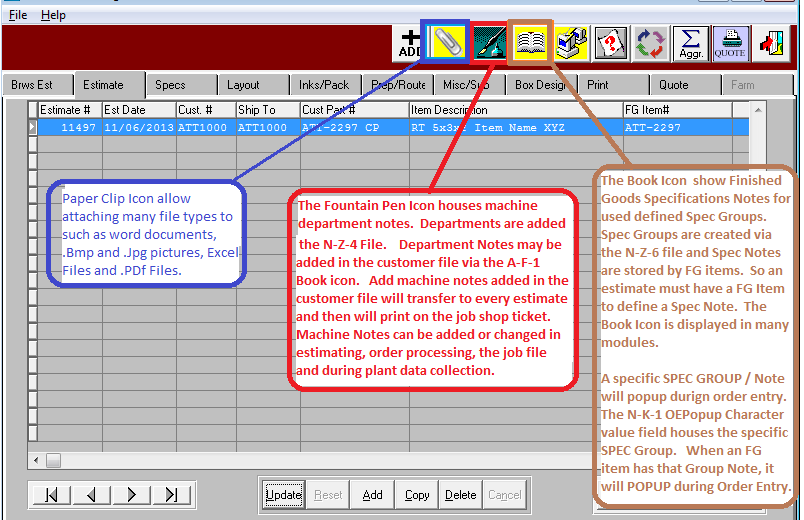 File Help
ADD
Σ
Aggr.
QUOTE
Brws Est Estimate Specs Layout Inks/Pack Prep/Route Misc/Sub Box Design Print Quote Farm
Estimate # Est Date Cust. # Ship To Cust Part # Item Description FG Item#
11497 11/06/2013 ATT1000 ATT1000 ATT-2297 CP RT 5x3x Item Name XYZ ATT-2297
Paper Clip Icon allow
attaching many file types to
such as word documents,
.Bmp and .Jpg pictures, Excel
Files and .PDf Files.
The Fountain Pen Icon houses machine
department notes. Departments are added
the N-Z-4 File. Department Notes may be
added in the customer file via the A-F-1
Book icon. Add machine notes added in the
customer file will transfer to every estimate
and then will print on the job shop ticket.
Machine Notes can be added or changed in
estimating, order processing, the job file
and during plant data collection.
The Book Icon show Finished
Goods Specifications Notes for
used defined Spec Groups.
Spec Groups are created via
the N-Z-6 file and Spec Notes
are stored by FG items. So an
estimate must have a FG Item
to define a Spec Note. The
Book Icon is displayed in many
modules.
A specific SPEC GROUP / Note
will popup durign order entry.
The N-K-1 OEPopup Character
value field houses the specific
SPEC Group. When an FG
item has that Group Note, it
will POPUP during Order Entry.
Update Reset Add Copy Delete Cancel